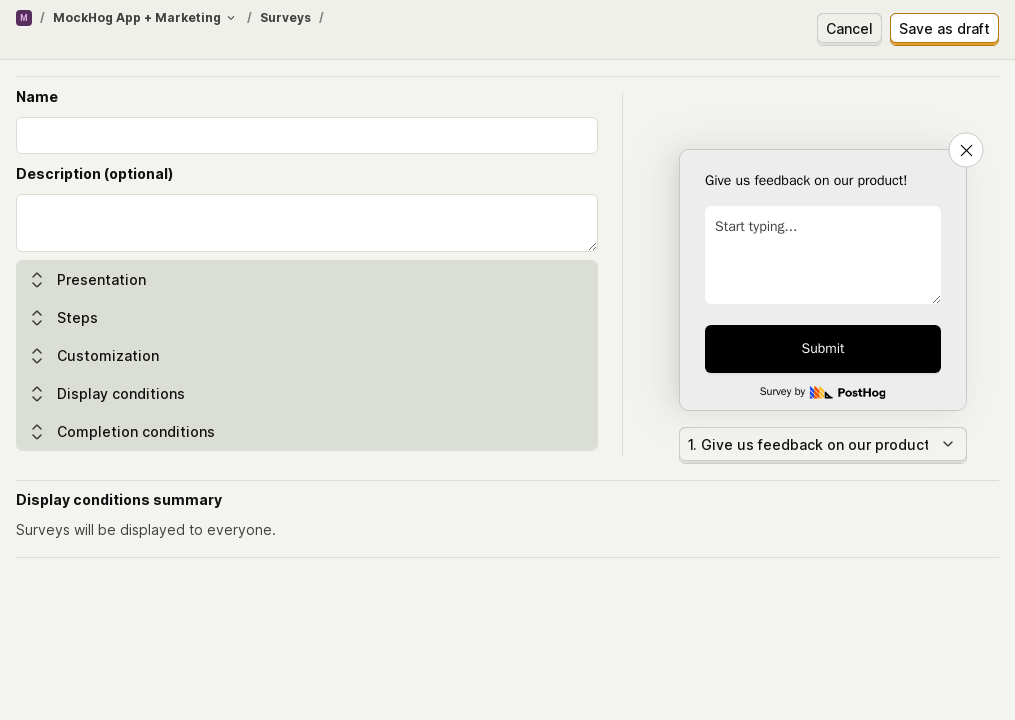 M / MockHog App + Marketing / Surveys /
Cancel
Save as draft
Name
Description (optional)
Presentation
Steps
Customization
Display conditions
Completion conditions
Give us feedback on our product!
Start typing...
Submit
Survey by PostHog
1. Give us feedback on our product
Display conditions summary
Surveys will be displayed to everyone.